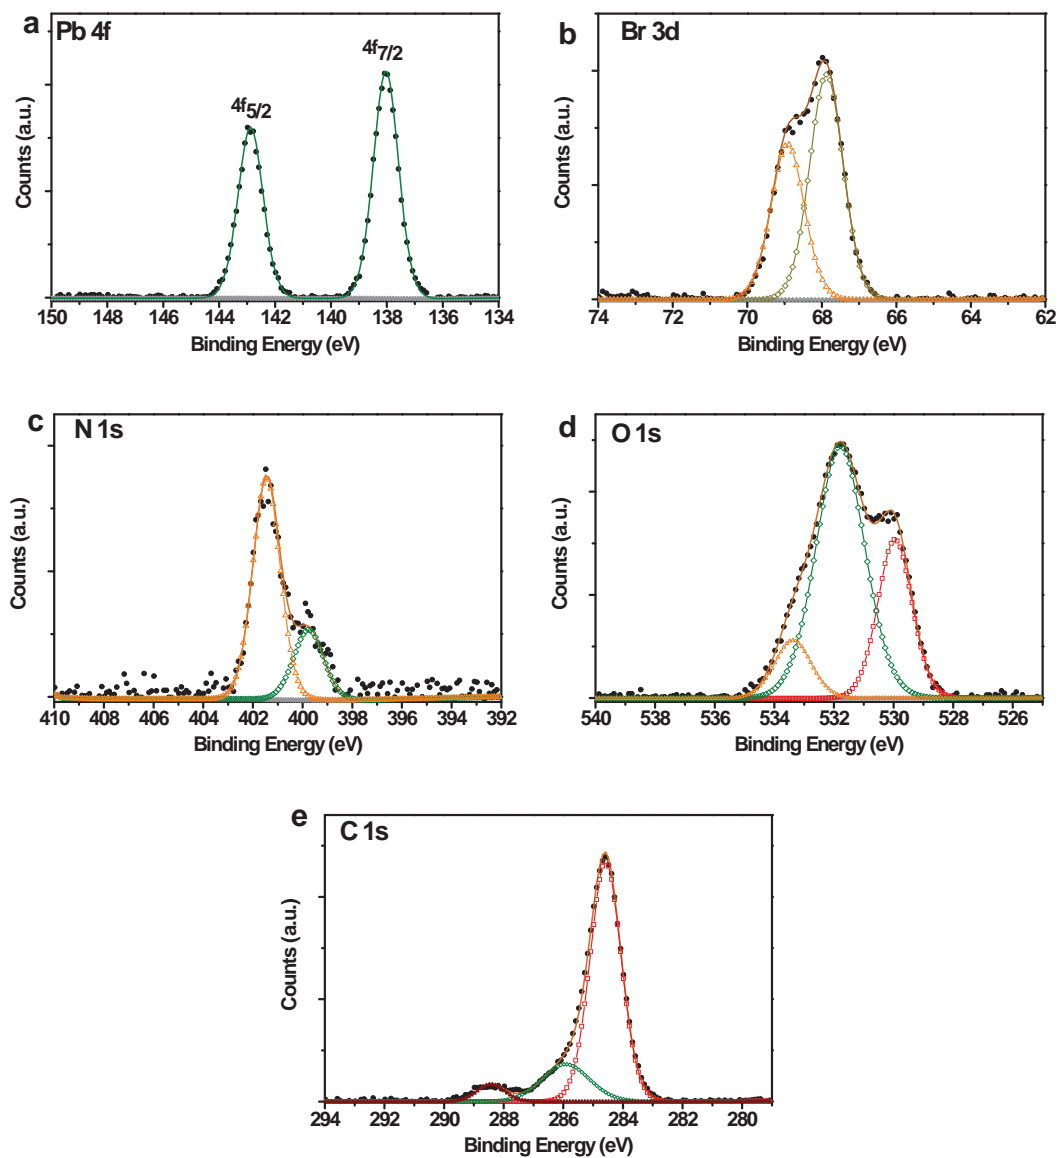 a
Pb 4f
4f5/2
4f7/2
Counts (a.u.)
150 148 146 144 142 140 138 136 134
Binding Energy (eV)
b
Br 3d
Counts (a.u.)
74 72 70 68 66 64 62
Binding Energy (eV)
c
N 1s
Counts (a.u.)
410 408 406 404 402 400 398 396 394 392
Binding Energy (eV)
d
O 1s
Counts (a.u.)
540 538 536 534 532 530 528 526
Binding Energy (eV)
e
C 1s
Counts (a.u.)
294 292 290 288 286 284 282 280
Binding Energy (eV)